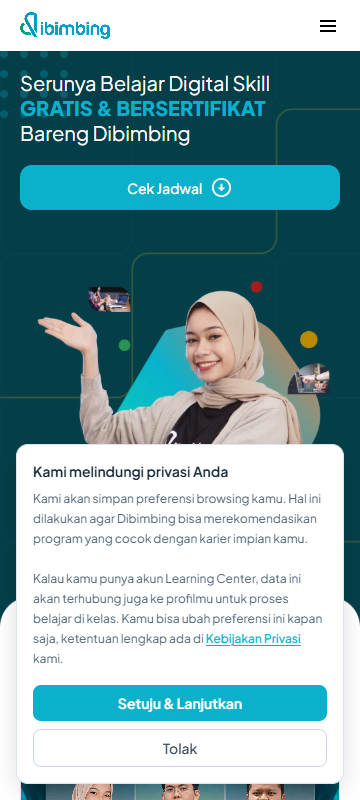 Dibimbing
Serunya Belajar Digital Skill
GRATIS & BERSERTIFIKAT
Bareng Dibimbing
Cek Jadwal
Kami melindungi privasi Anda
Kami akan simpan preferensi browsing kamu. Hal ini
dilakukan agar Dibimbing bisa merekomendasikan
program yang cocok dengan karier impian kamu.
Kalau kamu punya akun Learning Center, data ini
akan terhubung juga ke profilmu untuk proses
belajar di kelas. Kamu bisa ubah preferensi ini kapan
saja, ketentuan lengkap ada di Kebijakan Privasi
kami.
Setuju & Lanjutkan
Tolak